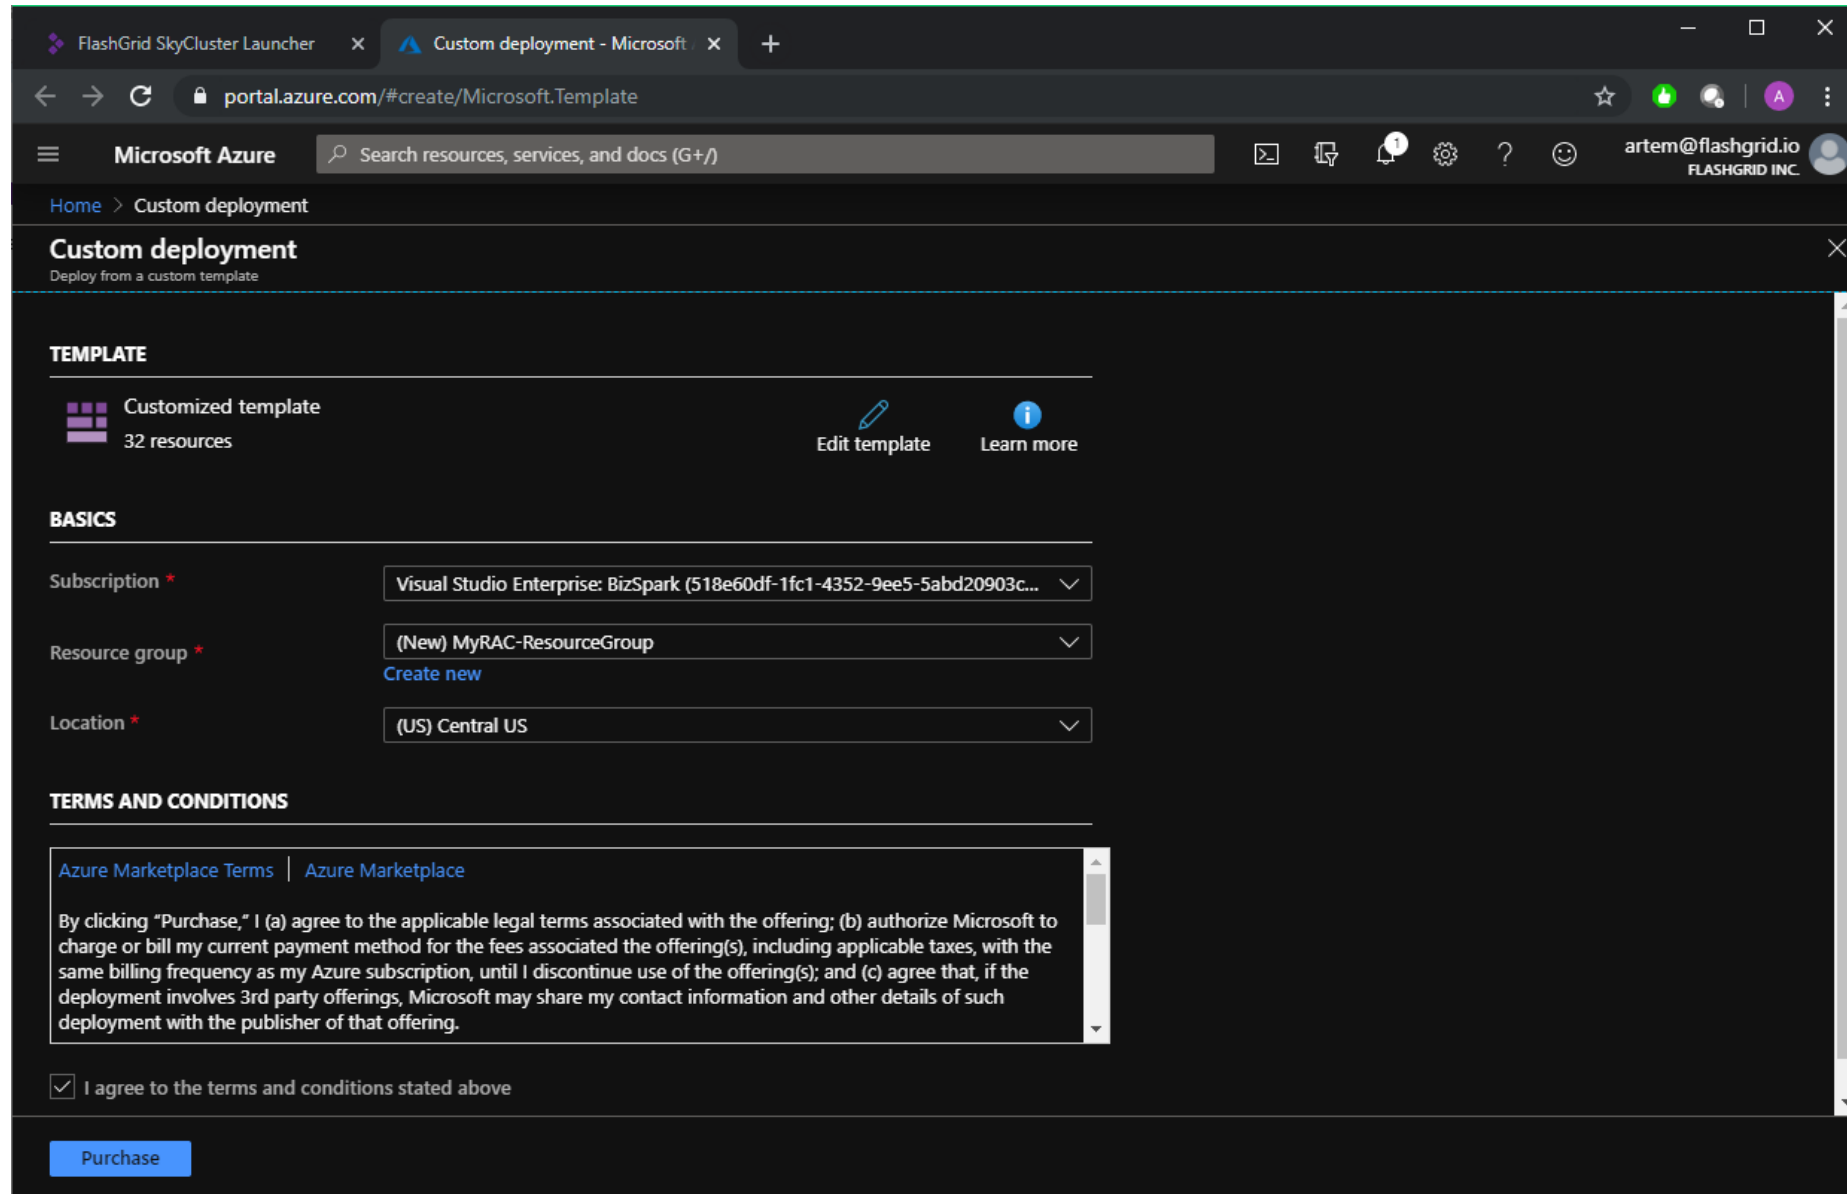 FlashGrid SkyCluster Launcher
Custom deployment - Microsoft
portal.azure.com/#create/Microsoft.Template
A
Microsoft Azure
Search resources, services, and docs (G+/)
1
artem@flashgrid.io
FLASHGRID INC.
Home > Custom deployment
Custom deployment
Deploy from a custom template
TEMPLATE
Customized template
32 resources
Edit template
Learn more
BASICS
Subscription *
Visual Studio Enterprise: BizSpark (518e60df-1fc1-4352-9ee5-5abd20903c...
Resource group *
(New) MyRAC-ResourceGroup
Create new
Location *
(US) Central US
TERMS AND CONDITIONS
Azure Marketplace Terms | Azure Marketplace
By clicking “Purchase,” I (a) agree to the applicable legal terms associated with the offering; (b) authorize Microsoft to
charge or bill my current payment method for the fees associated the offering(s), including applicable taxes, with the
same billing frequency as my Azure subscription, until I discontinue use of the offering(s); and (c) agree that, if the
deployment involves 3rd party offerings, Microsoft may share my contact information and other details of such
deployment with the publisher of that offering.
I agree to the terms and conditions stated above
Purchase